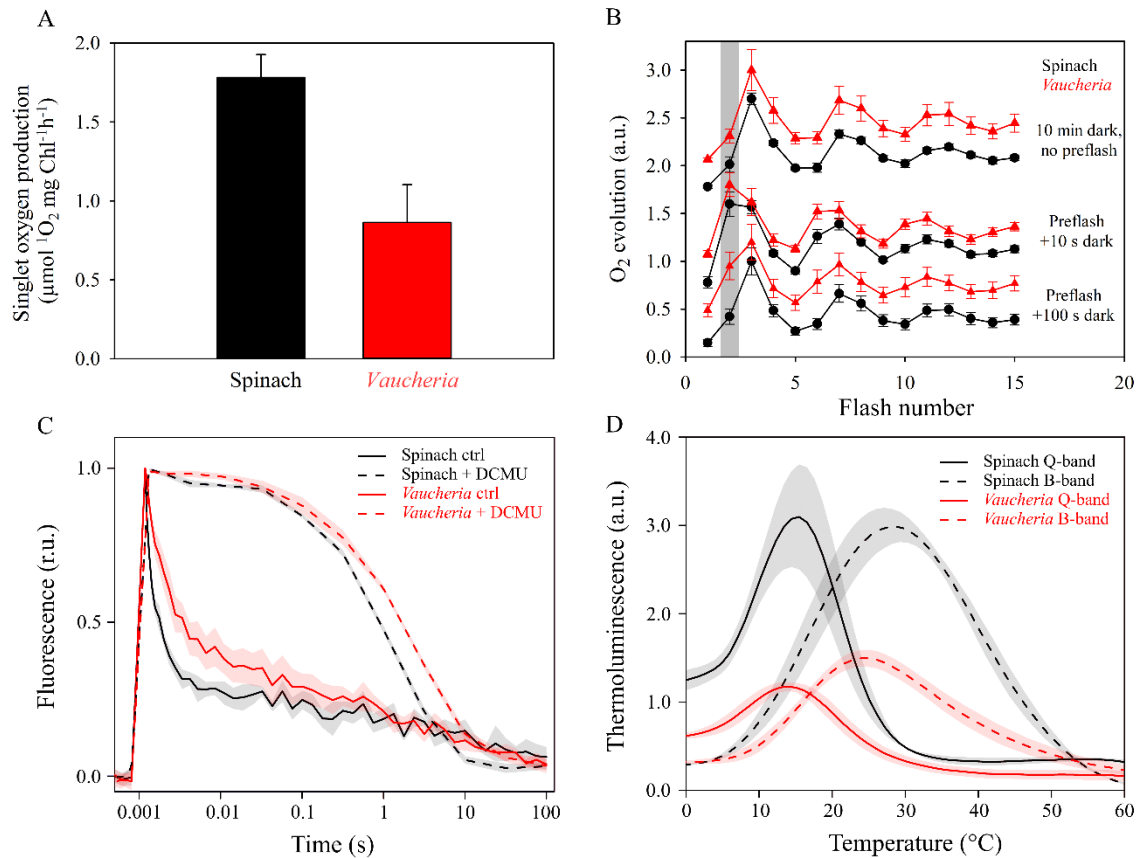 A
Singlet oxygen production
(µmol ¹O₂ mg Chl⁻¹h⁻¹)
2.0
1.5
1.0
0.5
0.0
Spinach
Vaucheria
B
O₂ evolution (a.u.)
3.0
2.5
2.0
1.5
1.0
0.5
0.0
Spinach
Vaucheria
10 min dark,
no preflash
Preflash
+10 s dark
Preflash
+100 s dark
0
5
10
15
20
Flash number
C
Fluorescence (r.u.)
1.0
0.5
0.0
Spinach ctrl
Spinach + DCMU
Vaucheria ctrl
Vaucheria + DCMU
0.001
0.01
0.1
1
10
100
Time (s)
D
Thermoluminescence (a.u.)
4.0
3.0
2.0
1.0
0.0
Spinach Q-band
Spinach B-band
Vaucheria Q-band
Vaucheria B-band
0
10
20
30
40
50
60
Temperature (°C)